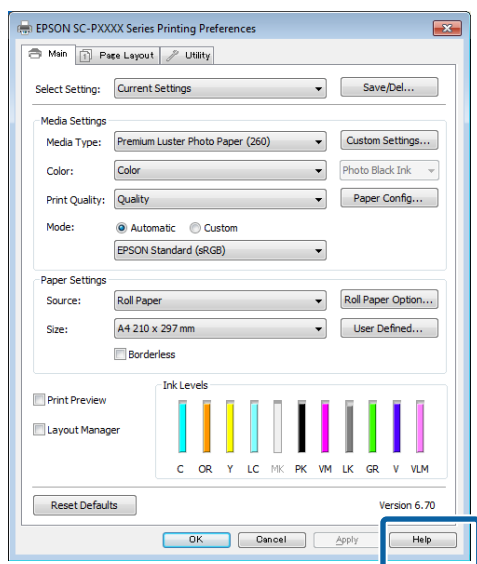 EPSON SC-PXXXX Series Printing Preferences
Main Page Layout Utility
Select Setting: Current Settings Save/Del...
Media Settings
Media Type: Premium Luster Photo Paper (260) Custom Settings...
Color: Color Photo Black Ink
Print Quality: Quality Paper Config...
Mode: Automatic Custom
EPSON Standard (sRGB)
Paper Settings
Source: Roll Paper Roll Paper Option...
Size: A4 210 x 297 mm User Defined...
Borderless
Ink Levels
Print Preview
Layout Manager
C OR Y LC MK PK VM LK GR V VLM
Reset Defaults Version 6.70
OK Cancel Apply Help